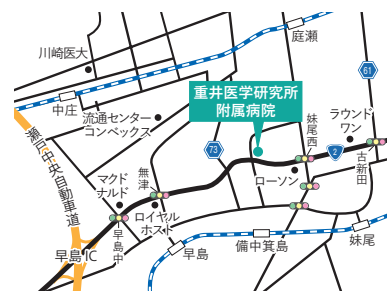 庭瀬
川崎医大
61
中庄
重井医学研究所
附属病院
流通センター
コンベックス
ラウンド
ワン
妹尾西
73
2
古新田
瀬戸中央自動車道
マクド
ナルド
無津
ローソン
ロイヤル
ホスト
早島中
早島IC
早島
備中箕島
妹尾